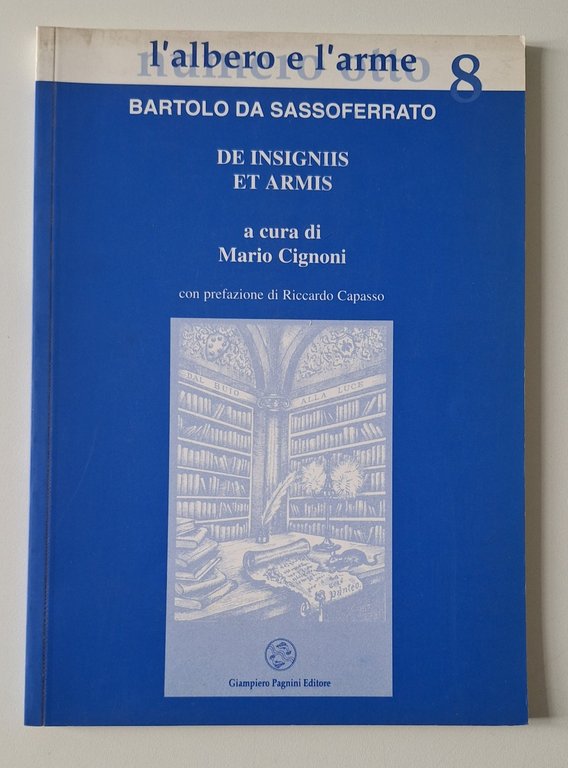 numero otto
l'albero e l'arme
8
BARTOLO DA SASSOFERRATO
DE INSIGNIIS
ET ARMIS
a cura di
Mario Cignoni
con prefazione di Riccardo Capasso
DAL BUIO ALLA LUCE
Giampiero Pagnini Editore